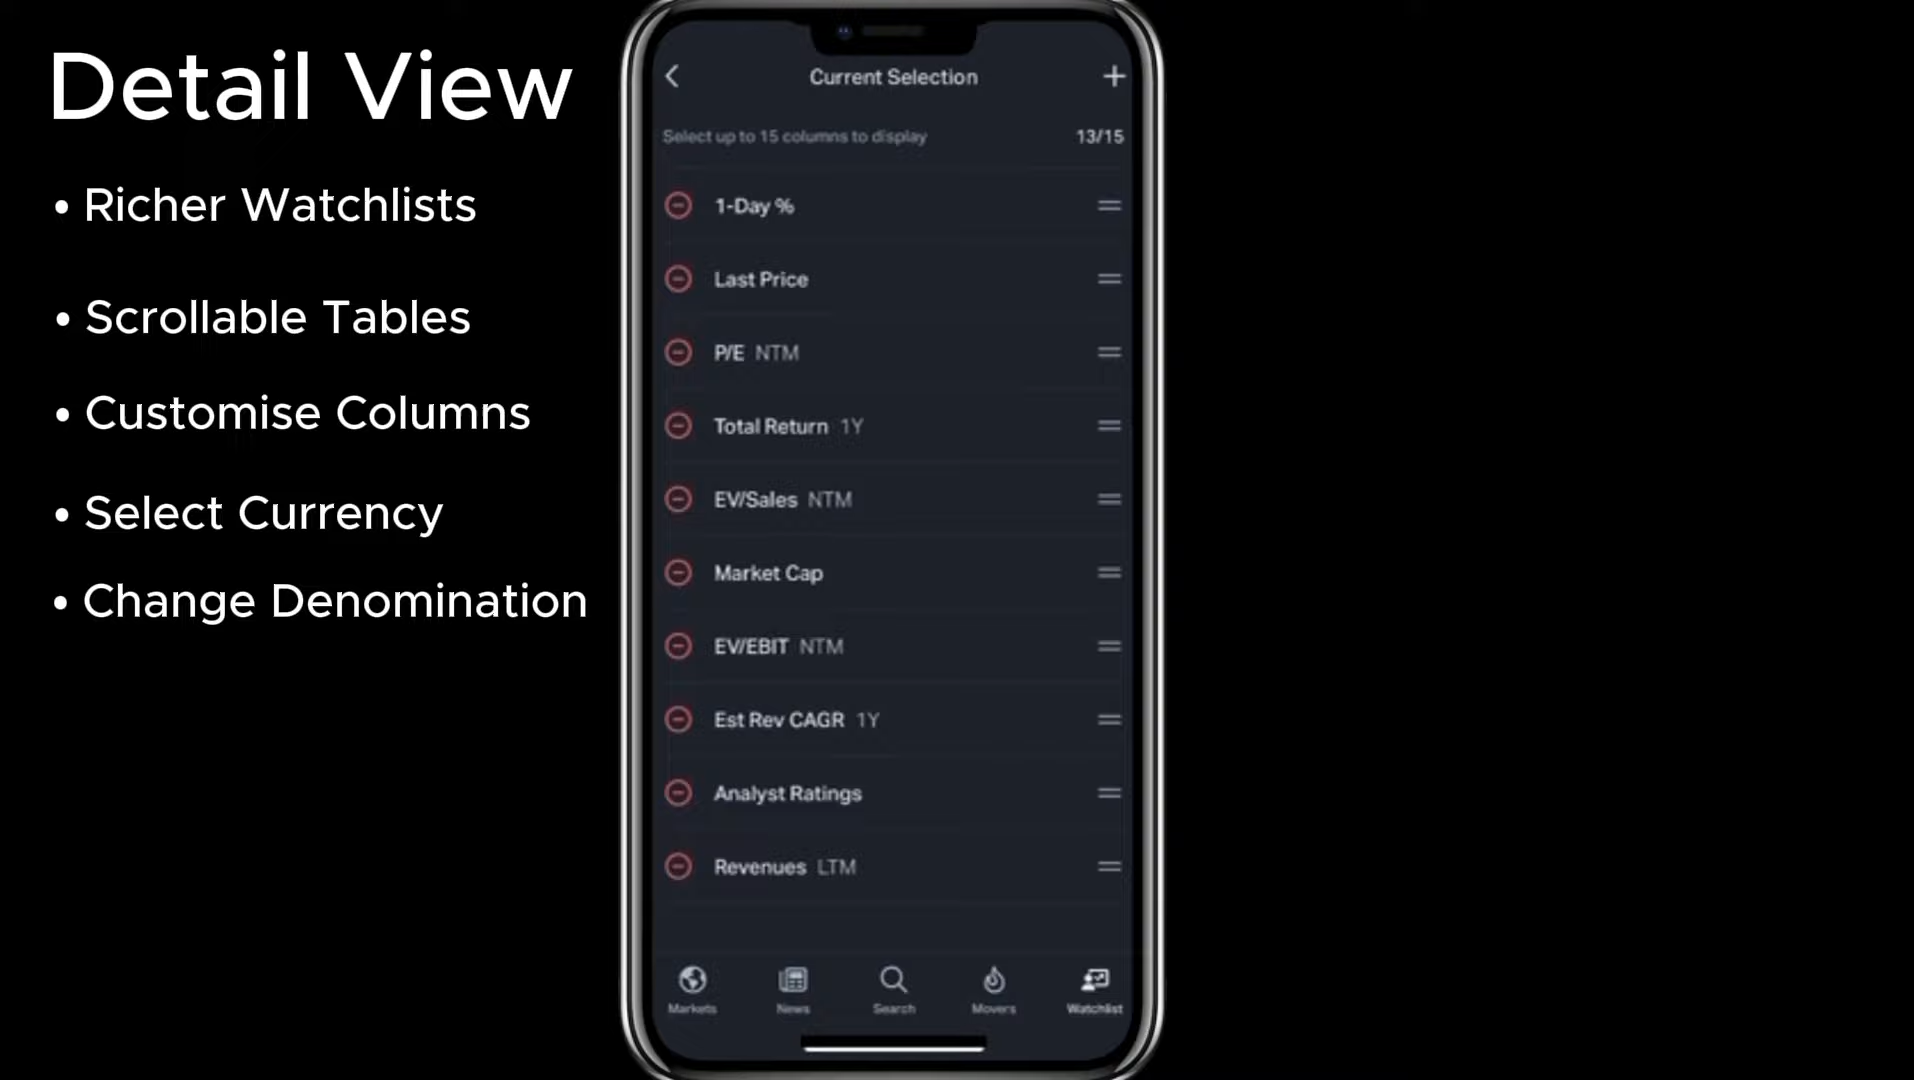 Detail View
• Richer Watchlists
• Scrollable Tables
• Customise Columns
• Select Currency
• Change Denomination
Current Selection
Select up to 15 columns to display 13/15
1-Day %
Last Price
P/E NTM
Total Return 1Y
EV/Sales NTM
Market Cap
EV/EBIT NTM
Est Rev CAGR 1Y
Analyst Ratings
Revenues LTM
Markets News Search Movers Watchlist